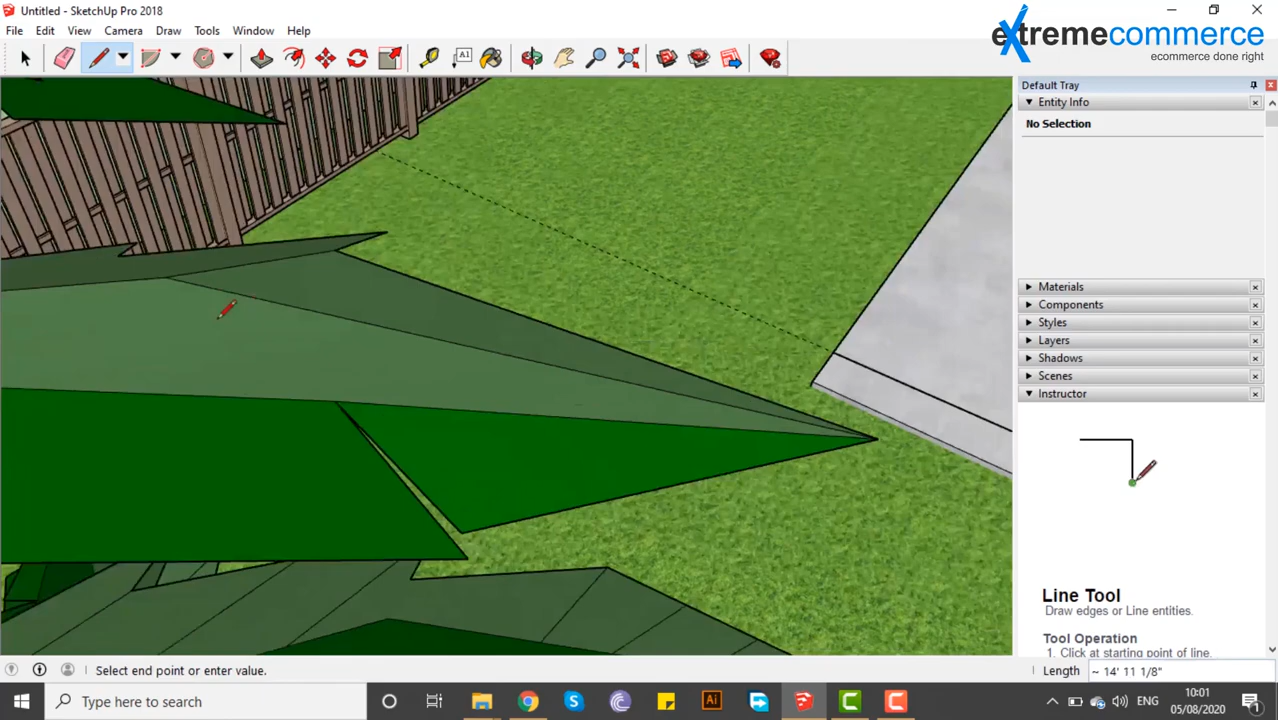 Untitled - SketchUp Pro 2018
extremecommerce
ecommerce done right
File Edit View Camera Draw Tools Window Help
A1
Default Tray
Entity Info
No Selection
Materials
Components
Styles
Layers
Shadows
Scenes
Instructor
Line Tool
Draw edges or Line entities.
Tool Operation
1. Click at starting point of line.
Select end point or enter value.
Length ~ 14' 11 1/8"
Type here to search
Ai
ENG
10:01
05/08/2020
1